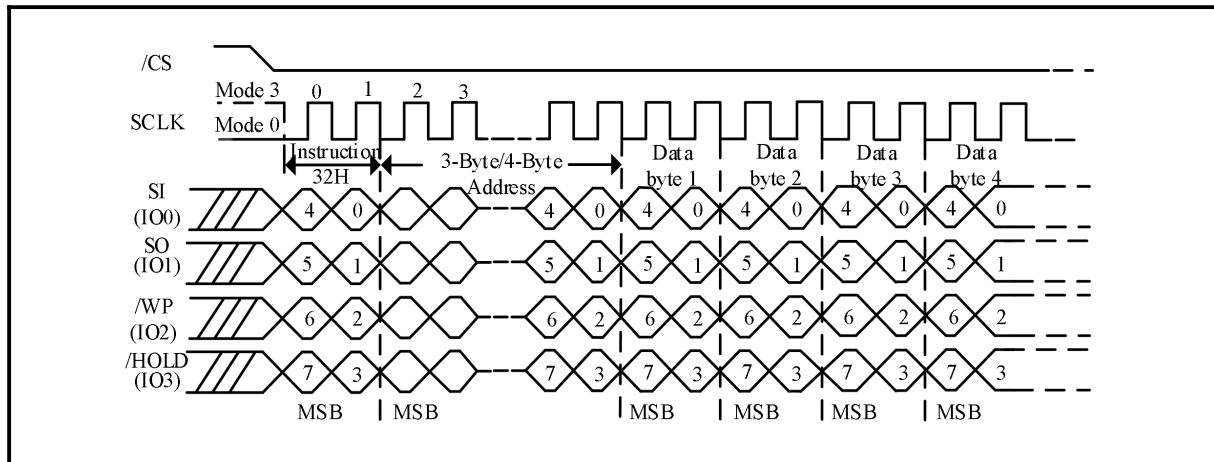 /CS
Mode 3 0 1 2 3
SCLK Mode 0
Instruction 32H
3-Byte/4-Byte Address
Data byte 1
Data byte 2
Data byte 3
Data byte 4
SI (IO0) 4 0 4 0 4 0 4 0 4 0 4 0
SO (IO1) 5 1 5 1 5 1 5 1 5 1 5 1
/WP (IO2) 6 2 6 2 6 2 6 2 6 2 6 2
/HOLD (IO3) 7 3 7 3 7 3 7 3 7 3 7 3
MSB MSB MSB MSB MSB MSB